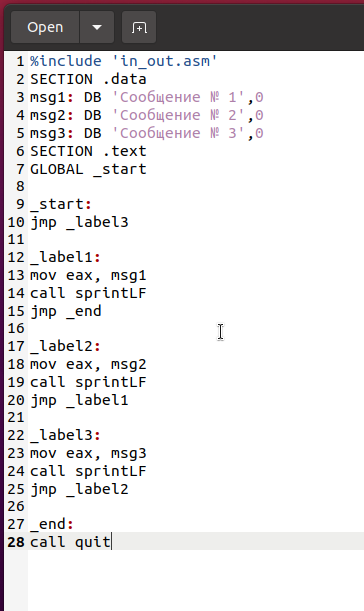 Open
1 %include 'in_out.asm'
2 SECTION .data
3 msg1: DB 'Сообщение № 1',0
4 msg2: DB 'Сообщение № 2',0
5 msg3: DB 'Сообщение № 3',0
6 SECTION .text
7 GLOBAL _start
8
9 _start:
10 jmp _label3
11
12 _label1:
13 mov eax, msg1
14 call sprintLF
15 jmp _end
16
17 _label2:
18 mov eax, msg2
19 call sprintLF
20 jmp _label1
21
22 _label3:
23 mov eax, msg3
24 call sprintLF
25 jmp _label2
26
27 _end:
28 call quit